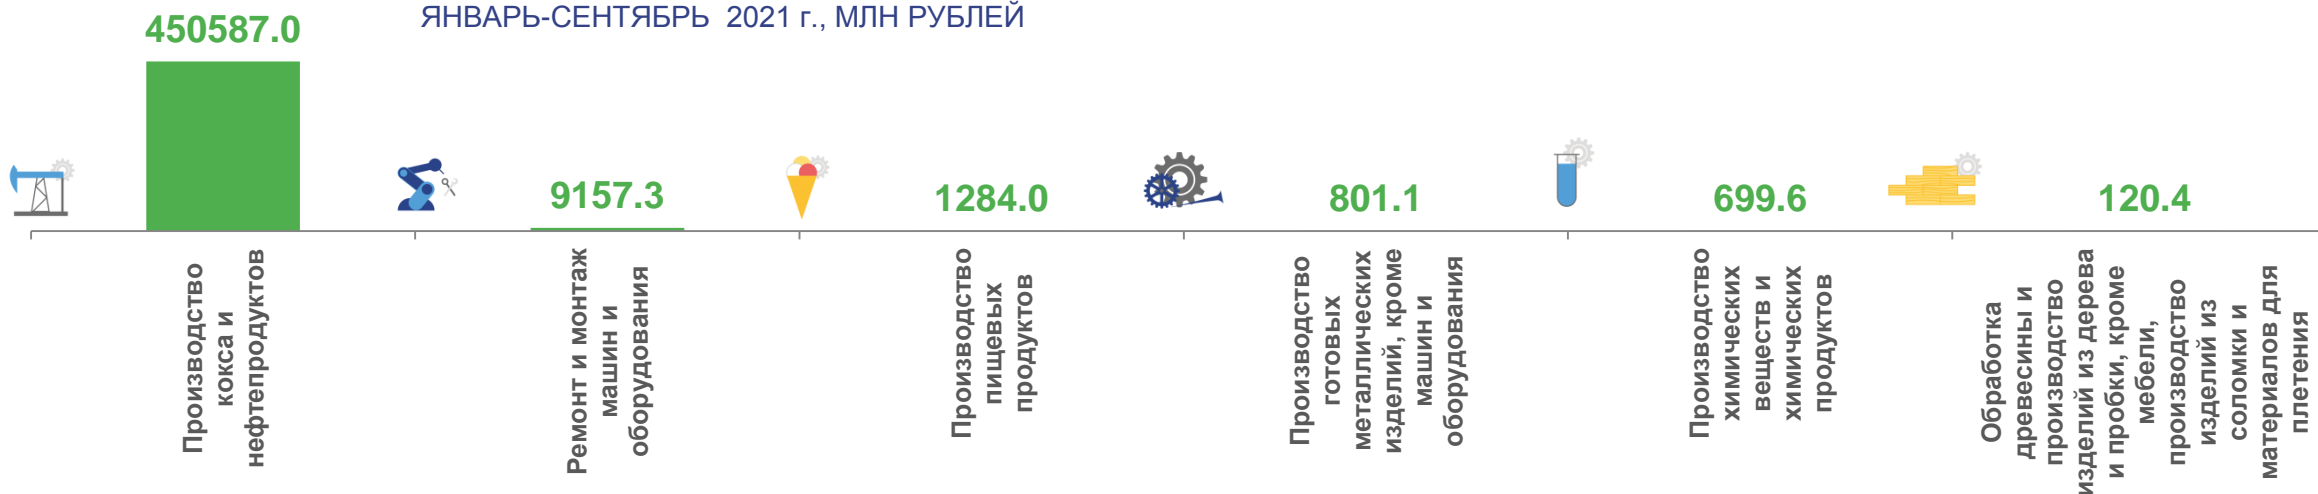 ЯНВАРЬ-СЕНТЯБРЬ 2021 г., МЛН РУБЛЕЙ
450587.0
9157.3
1284.0
801.1
699.6
120.4
Производство
кокса и
нефтепродуктов
Ремонт и монтаж
машин и
оборудования
Производство
пищевых
продуктов
Производство
готовых
металлических
изделий, кроме
машин и
оборудования
Производство
химических
веществ и
химических
продуктов
Обработка
древесины и
производство
изделий из дерева
и пробки, кроме
мебели,
производство
изделий из
соломки и
материалов для
плетения